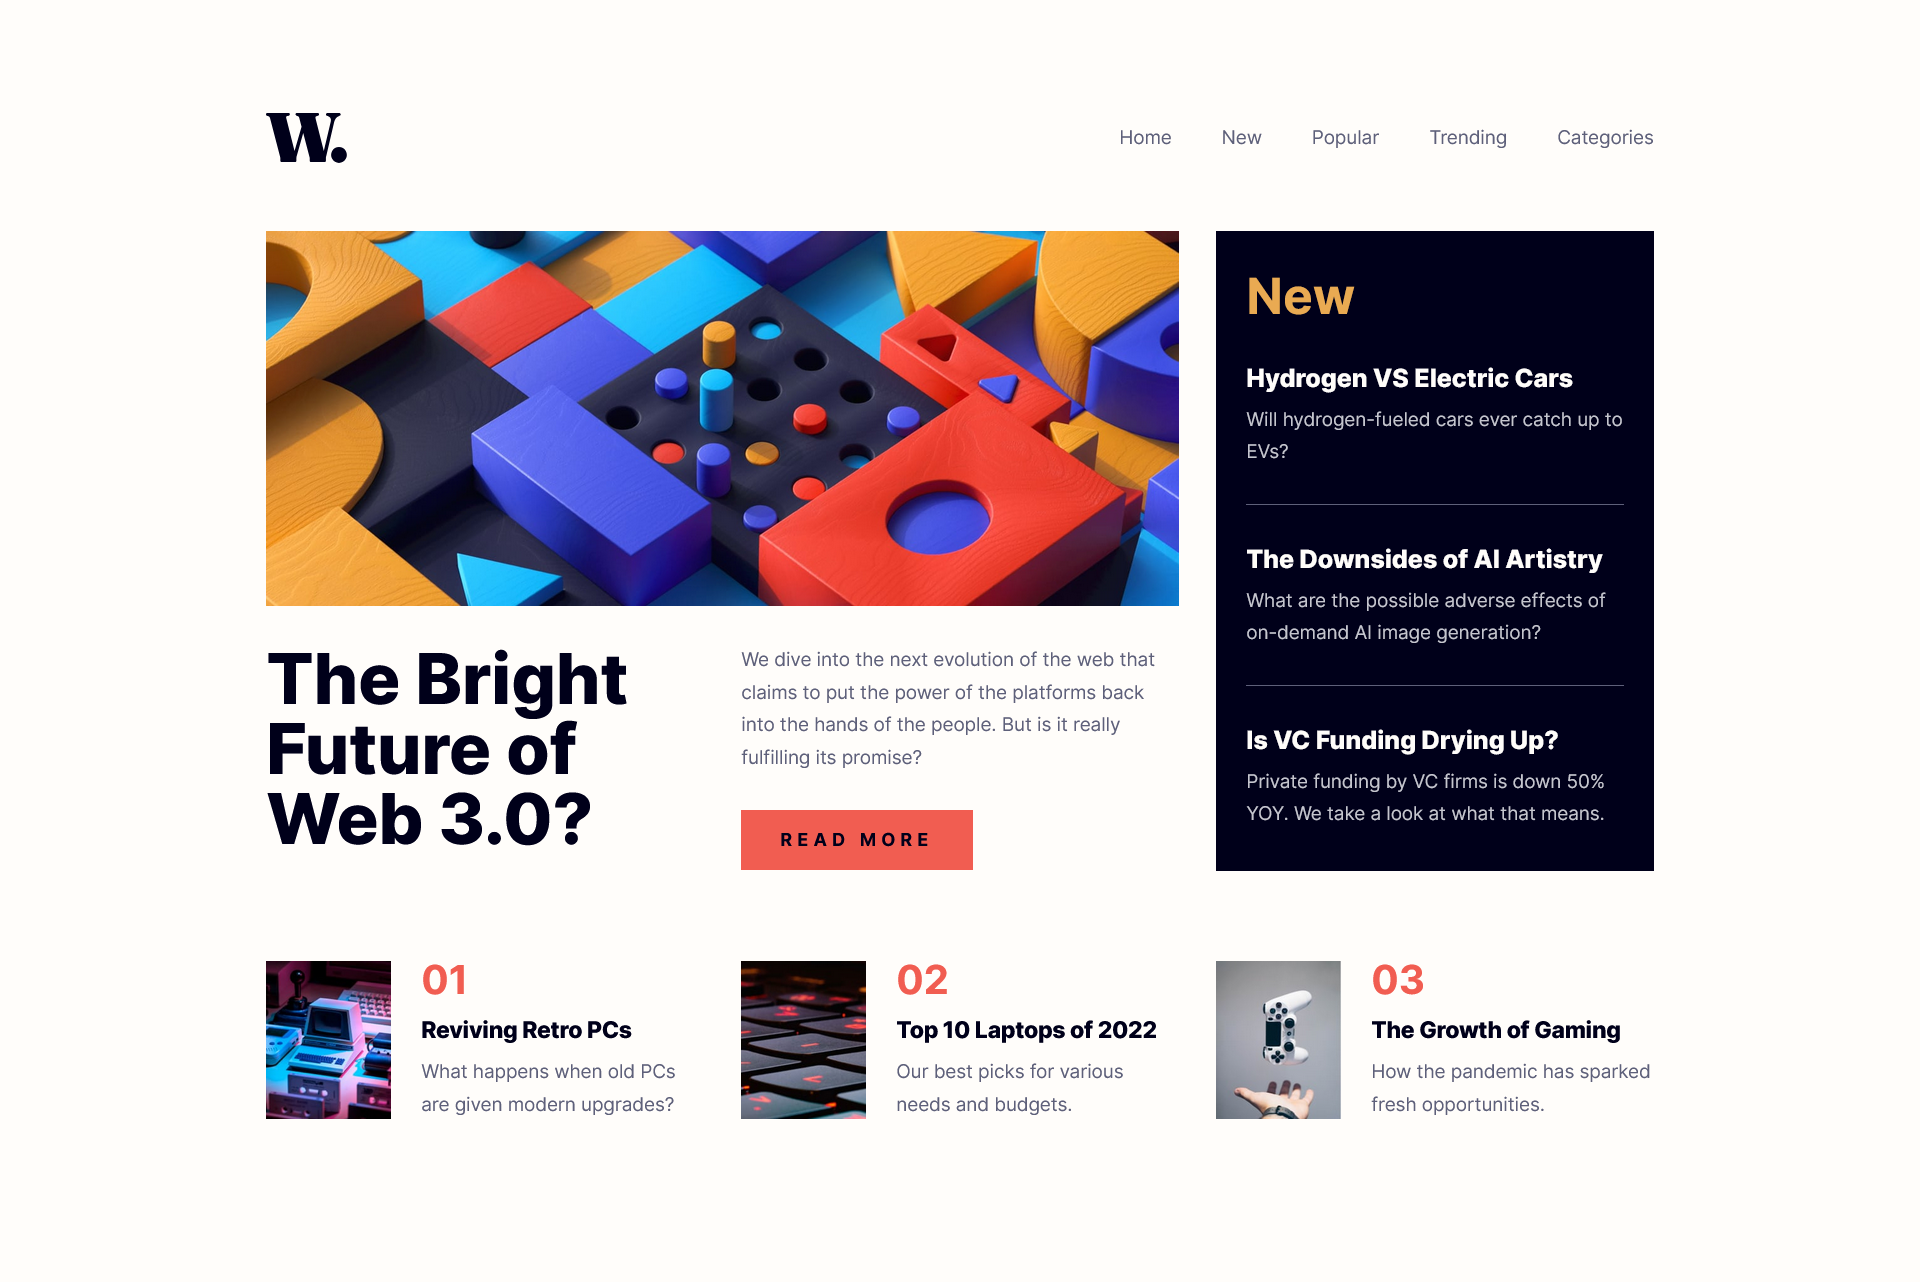 W.
Home New Popular Trending Categories
The Bright
Future of
Web 3.0?
We dive into the next evolution of the web that
claims to put the power of the platforms back
into the hands of the people. But is it really
fulfilling its promise?
READ MORE
New
Hydrogen VS Electric Cars
Will hydrogen-fueled cars ever catch up to
EVs?
The Downsides of AI Artistry
What are the possible adverse effects of
on-demand AI image generation?
Is VC Funding Drying Up?
Private funding by VC firms is down 50%
YOY. We take a look at what that means.
01
Reviving Retro PCs
What happens when old PCs
are given modern upgrades?
02
Top 10 Laptops of 2022
Our best picks for various
needs and budgets.
03
The Growth of Gaming
How the pandemic has sparked
fresh opportunities.